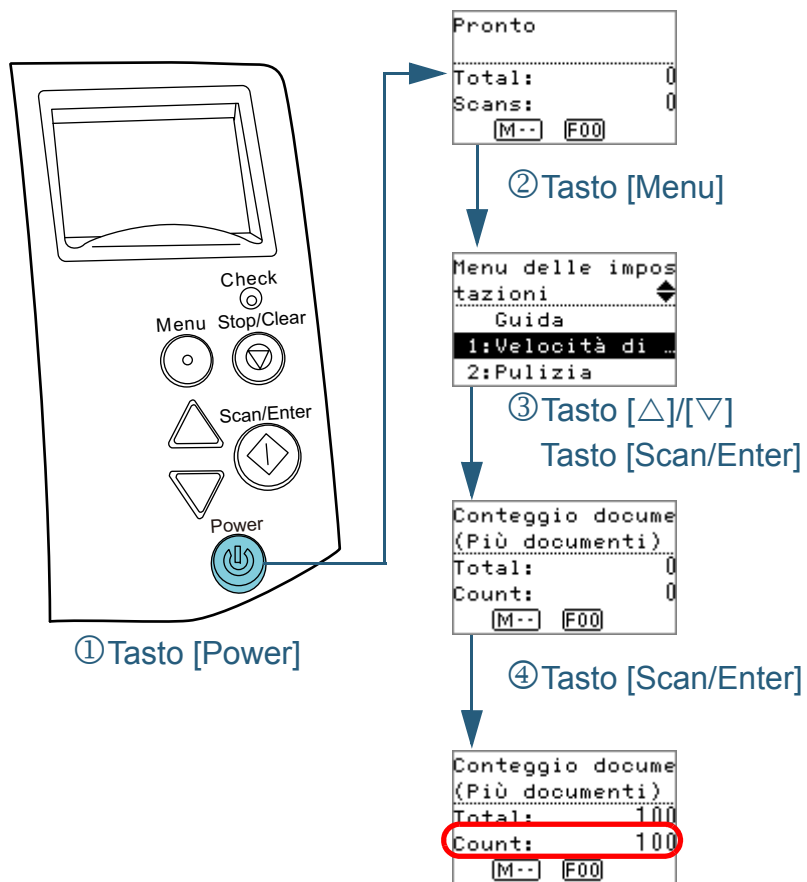 Check
Menu Stop/Clear
Scan/Enter
Power
①Tasto [Power]
Pronto
Total: 0
Scans: 0
M-- F00
②Tasto [Menu]
Menu delle impos
tazioni
Guida
1:Velocità di …
2:Pulizia
③Tasto [△]/[▽]
Tasto [Scan/Enter]
Conteggio docume
(Più documenti)
Total: 0
Count: 0
M-- F00
④Tasto [Scan/Enter]
Conteggio docume
(Più documenti)
Total: 100
Count: 100
M-- F00